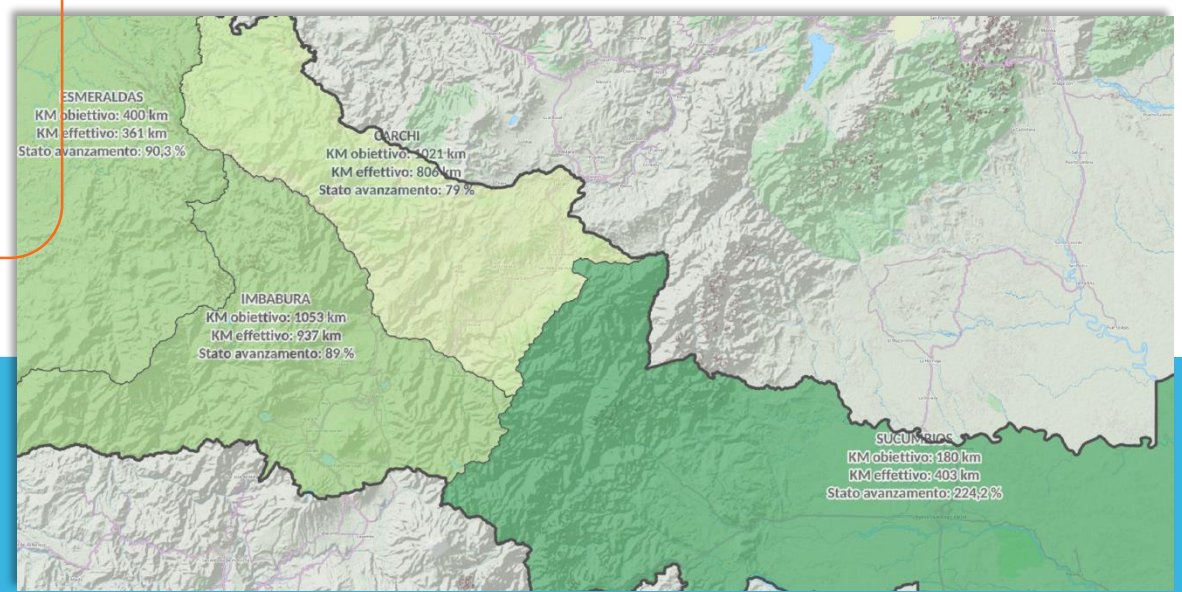 ESMERALDAS
KM obiettivo: 400 km
KM effettivo: 361 km
Stato avanzamento: 90,3 %
CARCHI
KM obiettivo: 1021 km
KM effettivo: 806 km
Stato avanzamento: 79 %
IMBABURA
KM obiettivo: 1053 km
KM effettivo: 937 km
Stato avanzamento: 89 %
SUCUMBIOS
KM obiettivo: 180 km
KM effettivo: 403 km
Stato avanzamento: 224,2 %